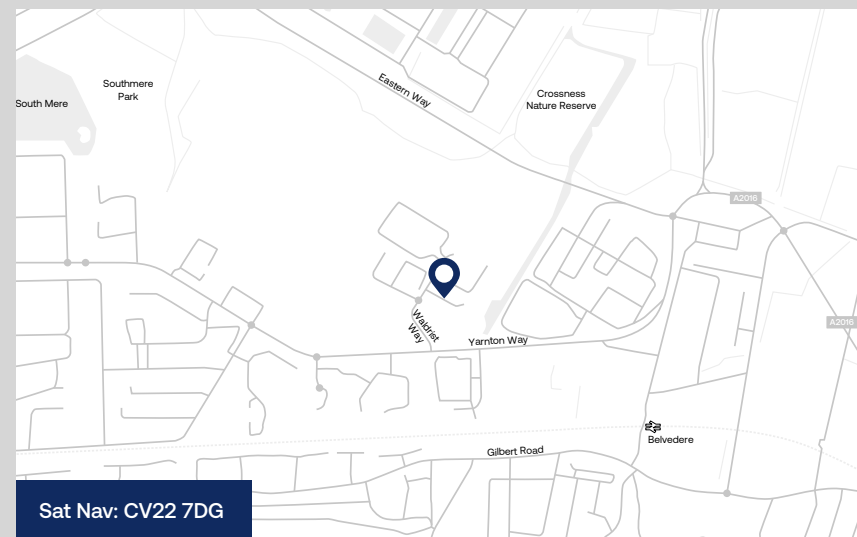 Southmere
Park
South Mere
Eastern Way
Crossness
Nature Reserve
A2016
A2016
Waldrist
Way
Yarnton Way
Belvedere
Gilbert Road
Sat Nav: CV22 7DG